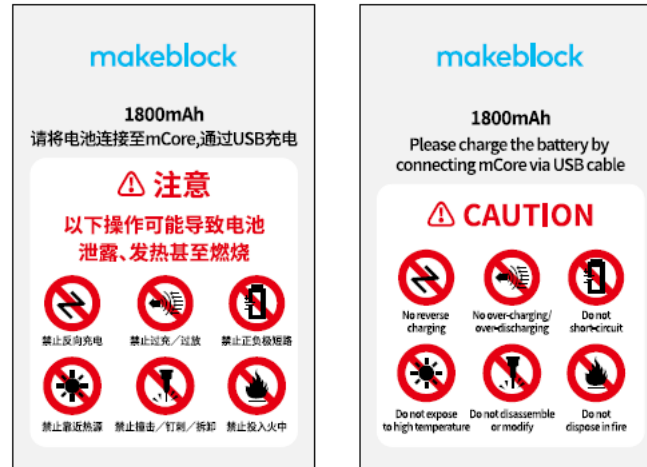 makeblock
1800mAh
请将电池连接至mCore,通过USB充电
注意
以下操作可能导致电池
泄露、发热甚至燃烧
禁止反向充电
禁止过充／过放
禁止正负极短路
禁止靠近热源
禁止撞击／钉刺／拆卸
禁止投入火中
makeblock
1800mAh
Please charge the battery by
connecting mCore via USB cable
CAUTION
No reverse
charging
No over-charging/
over-discharging
Do not
short-circuit
Do not expose
to high temperature
Do not disassemble
or modify
Do not
dispose in fire